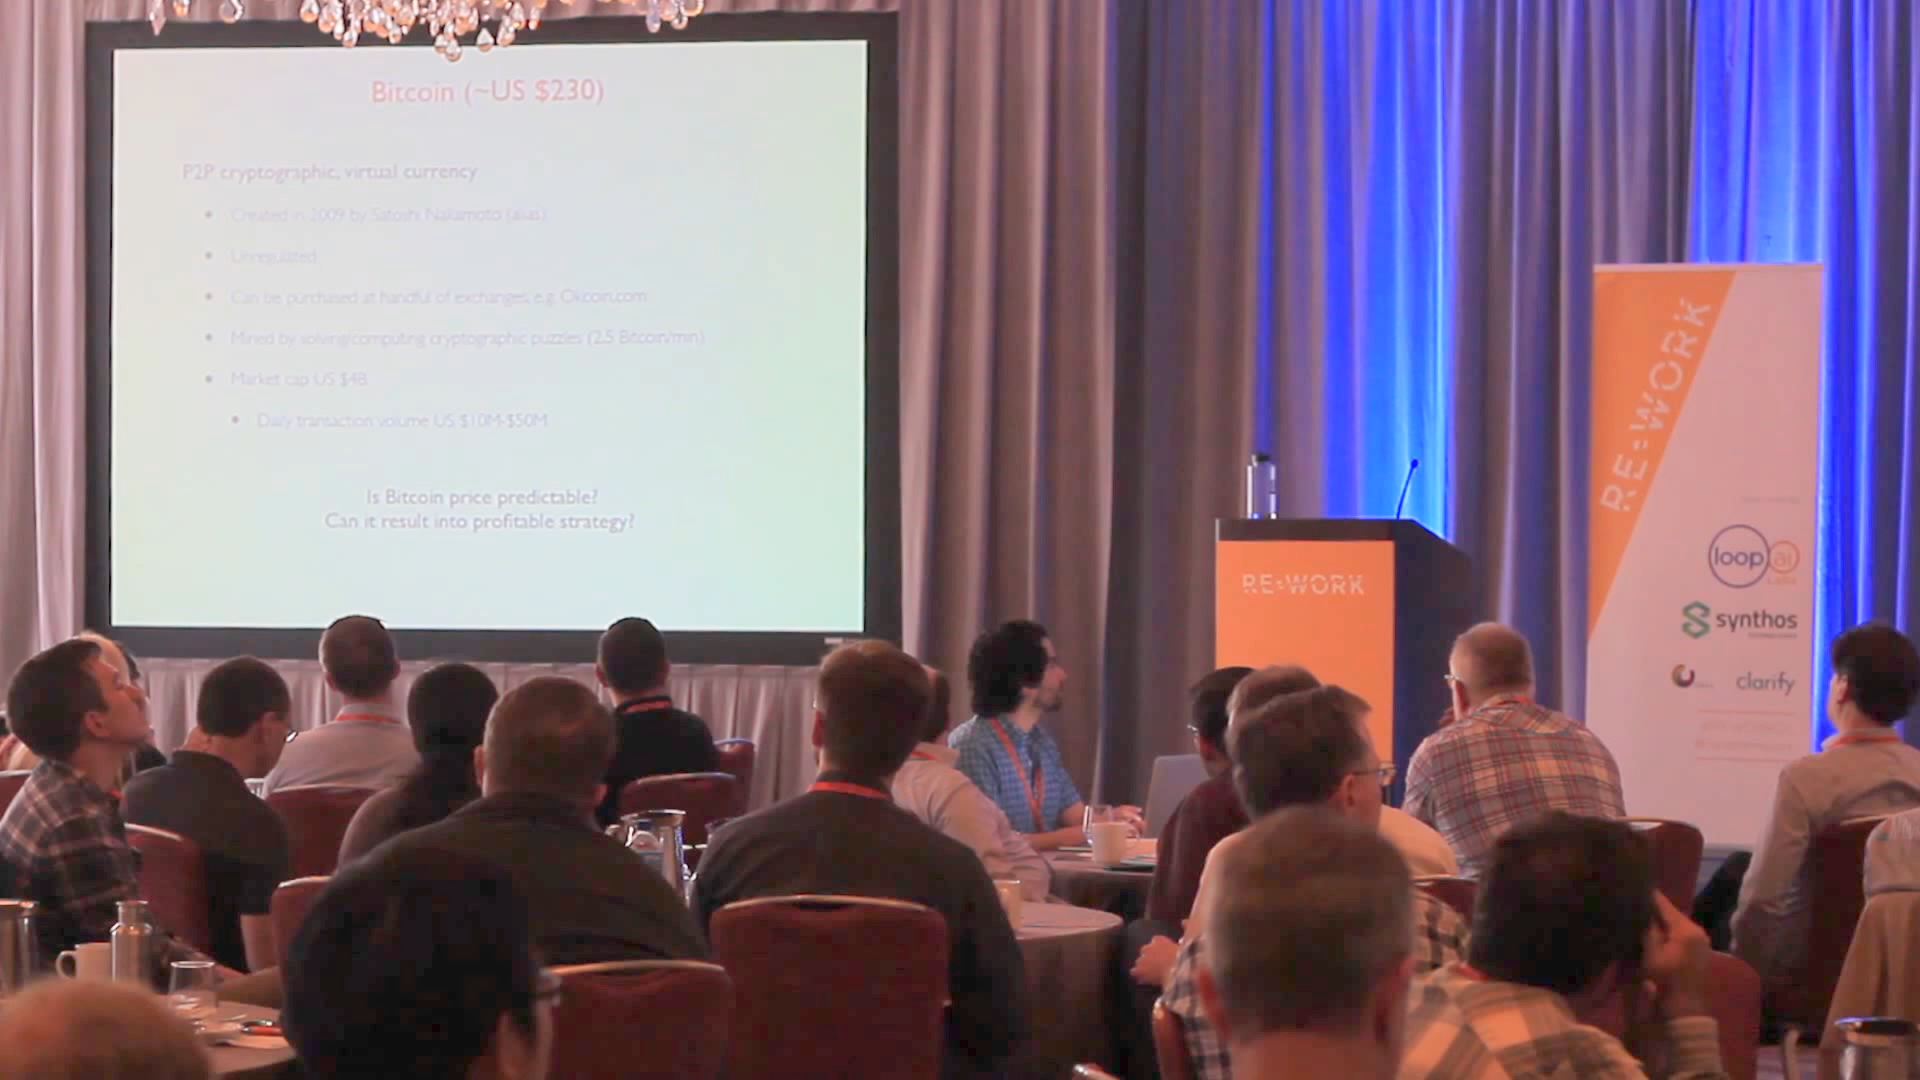 Bitcoin (~US $230)
P2P cryptographic, virtual currency
• Created in 2009 by Satoshi Nakamoto (alias)
• Unregulated
• Can be purchased at handful of exchanges, e.g. Okcoin.com
• Mined by solving/computing cryptographic puzzles (2.5 Bitcoin/min)
• Market cap US $4B
• Daily transaction volume US $10M-$50M
Is Bitcoin price predictable?
Can it result into profitable strategy?
RE•WORK
RE•WORK
loop ai
Labs
synthos
clarify